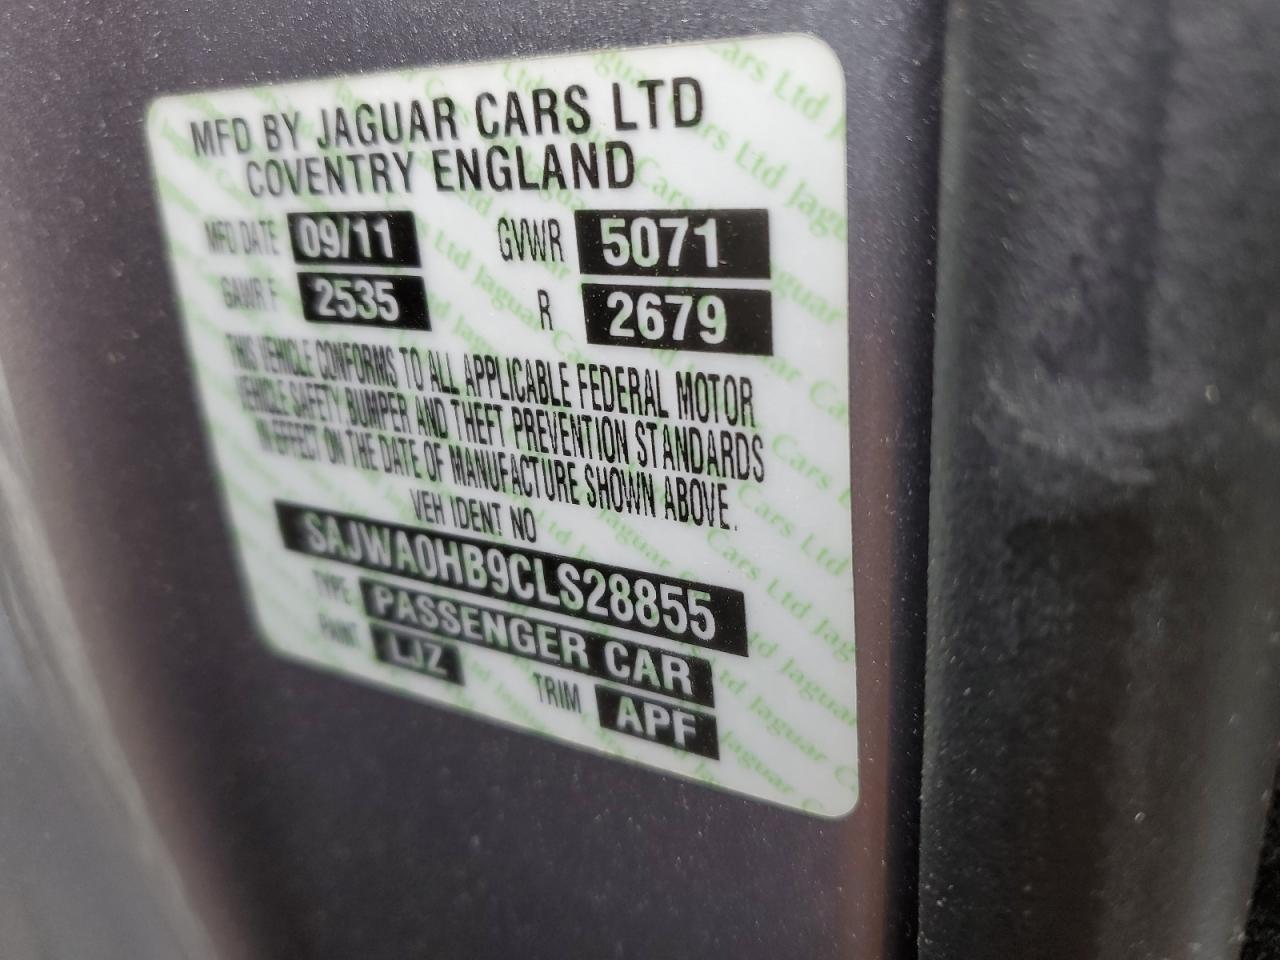 MFD BY JAGUAR CARS LTD
COVENTRY ENGLAND
MFD DATE 09/11 GVWR 5071
GAWR F 2535 R 2679
THIS VEHICLE CONFORMS TO ALL APPLICABLE FEDERAL MOTOR
VEHICLE SAFETY BUMPER AND THEFT PREVENTION STANDARDS
IN EFFECT ON THE DATE OF MANUFACTURE SHOWN ABOVE.
VEH IDENT NO
SAJWA0HB9CLS28855
TYPE PASSENGER CAR
PAINT LJZ TRIM APF